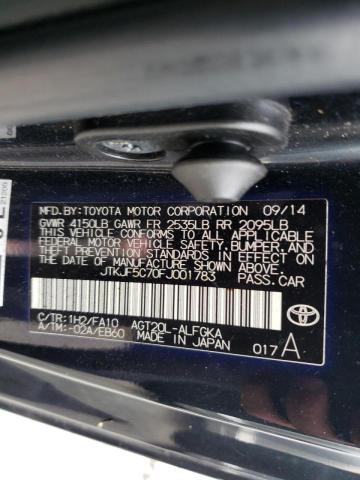 MFD.BY:TOYOTA MOTOR CORPORATION 09/14
GVWR 4150LB GAWR FR 2535LB RR 2095LB
THIS VEHICLE CONFORMS TO ALL APPLICABLE
FEDERAL MOTOR VEHICLE SAFETY, BUMPER, AND
THEFT PREVENTION STANDARDS IN EFFECT ON
THE DATE OF MANUFACTURE SHOWN ABOVE.
JTKJF5C70FJ001783 PASS.CAR
C/TR:1H2/FA10 AGT20L-ALFGKA
A/TM:-02A/EB60 MADE IN JAPAN 017A
TOYOTA